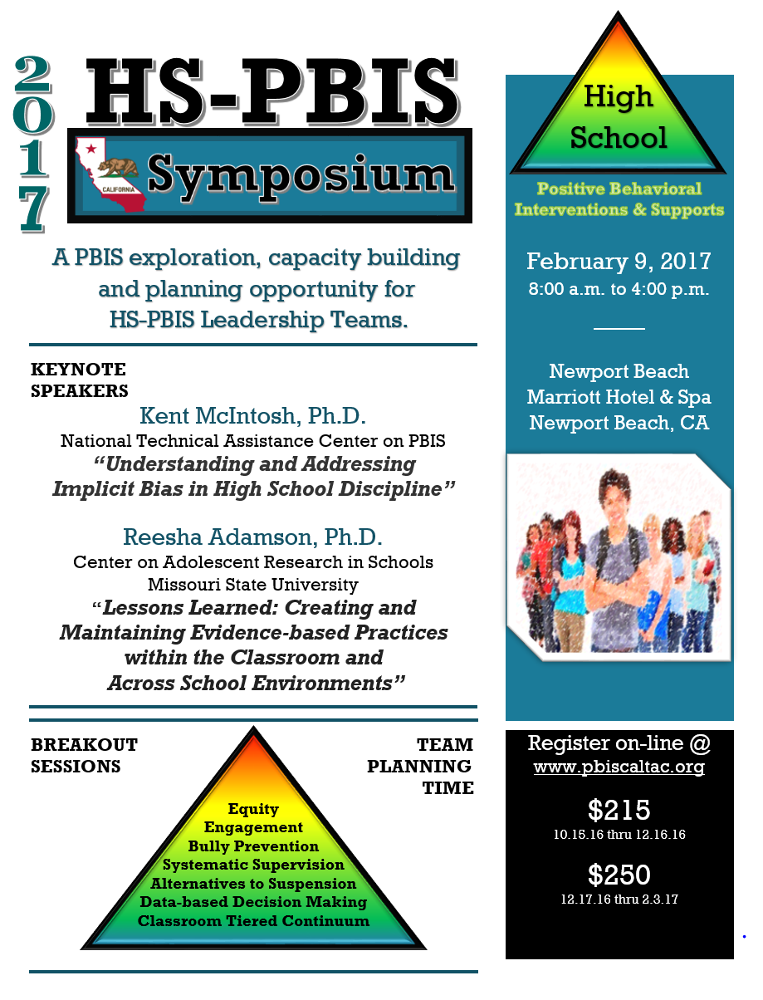 2017
HS-PBIS
CALIFORNIA
Symposium
A PBIS exploration, capacity building
and planning opportunity for
HS-PBIS Leadership Teams.
KEYNOTE
SPEAKERS
Kent McIntosh, Ph.D.
National Technical Assistance Center on PBIS
“Understanding and Addressing
Implicit Bias in High School Discipline”
Reesha Adamson, Ph.D.
Center on Adolescent Research in Schools
Missouri State University
“Lessons Learned: Creating and
Maintaining Evidence-based Practices
within the Classroom and
Across School Environments”
BREAKOUT
SESSIONS
TEAM
PLANNING
TIME
Equity
Engagement
Bully Prevention
Systematic Supervision
Alternatives to Suspension
Data-based Decision Making
Classroom Tiered Continuum
High
School
Positive Behavioral
Interventions & Supports
February 9, 2017
8:00 a.m. to 4:00 p.m.
Newport Beach
Marriott Hotel & Spa
Newport Beach, CA
Register on-line @
www.pbiscaltac.org
$215
10.15.16 thru 12.16.16
$250
12.17.16 thru 2.3.17
.